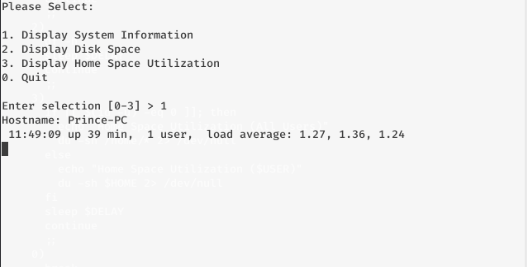 Please Select:
1. Display System Information
2. Display Disk Space
3. Display Home Space Utilization
0. Quit
Enter selection [0-3] > 1
Hostname: Prince-PC
11:49:09 up 39 min,  1 user,  load average: 1.27, 1.36, 1.24